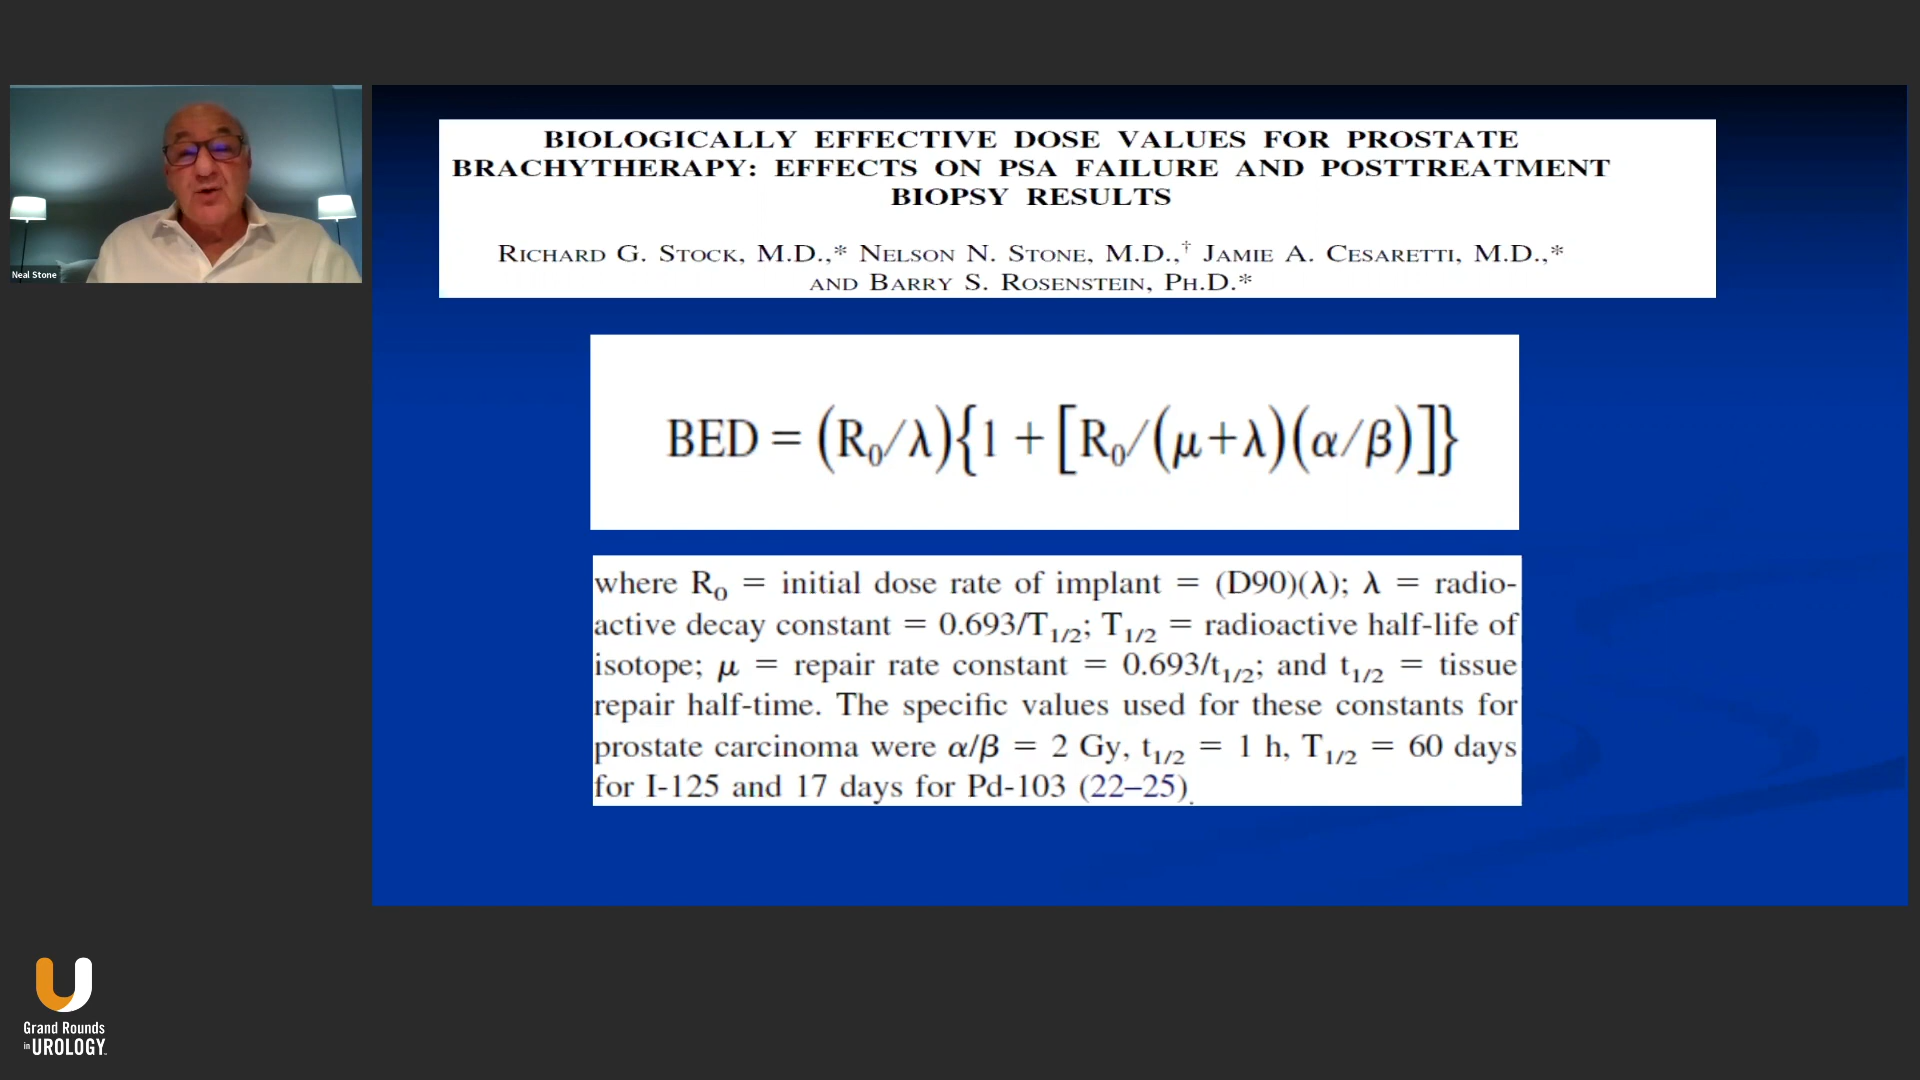 Neal Stone
BIOLOGICALLY EFFECTIVE DOSE VALUES FOR PROSTATE
BRACHYTHERAPY: EFFECTS ON PSA FAILURE AND POSTTREATMENT
BIOPSY RESULTS
RICHARD G. STOCK, M.D.,* NELSON N. STONE, M.D.,† JAMIE A. CESARETTI, M.D.,*
AND BARRY S. ROSENSTEIN, PH.D.*
BED = (R₀/λ){1 + [R₀/(μ+λ)(α/β)]}
where R₀ = initial dose rate of implant = (D90)(λ); λ = radio-
active decay constant = 0.693/T₁/₂; T₁/₂ = radioactive half-life of
isotope; μ = repair rate constant = 0.693/t₁/₂; and t₁/₂ = tissue
repair half-time. The specific values used for these constants for
prostate carcinoma were α/β = 2 Gy, t₁/₂ = 1 h, T₁/₂ = 60 days
for I-125 and 17 days for Pd-103 (22–25).
Grand Rounds
in UROLOGY